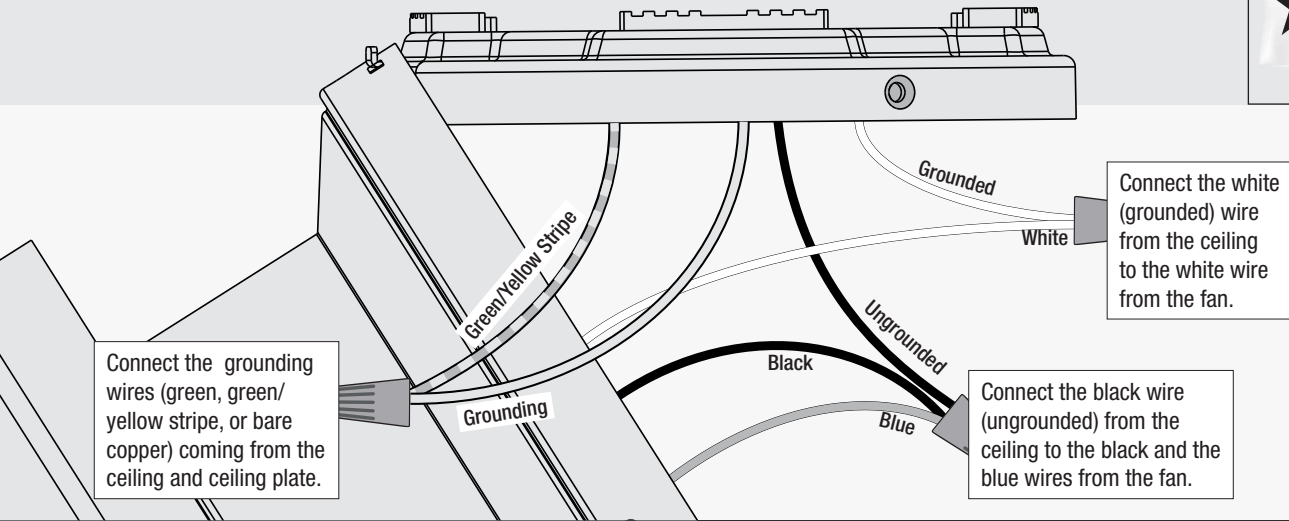 Grounded
White
Connect the white
(grounded) wire
from the ceiling
to the white wire
from the fan.
Green/Yellow Stripe
Ungrounded
Black
Blue
Connect the black wire
(ungrounded) from the
ceiling to the black and the
blue wires from the fan.
Connect the grounding
wires (green, green/
yellow stripe, or bare
copper) coming from the
ceiling and ceiling plate.
Grounding